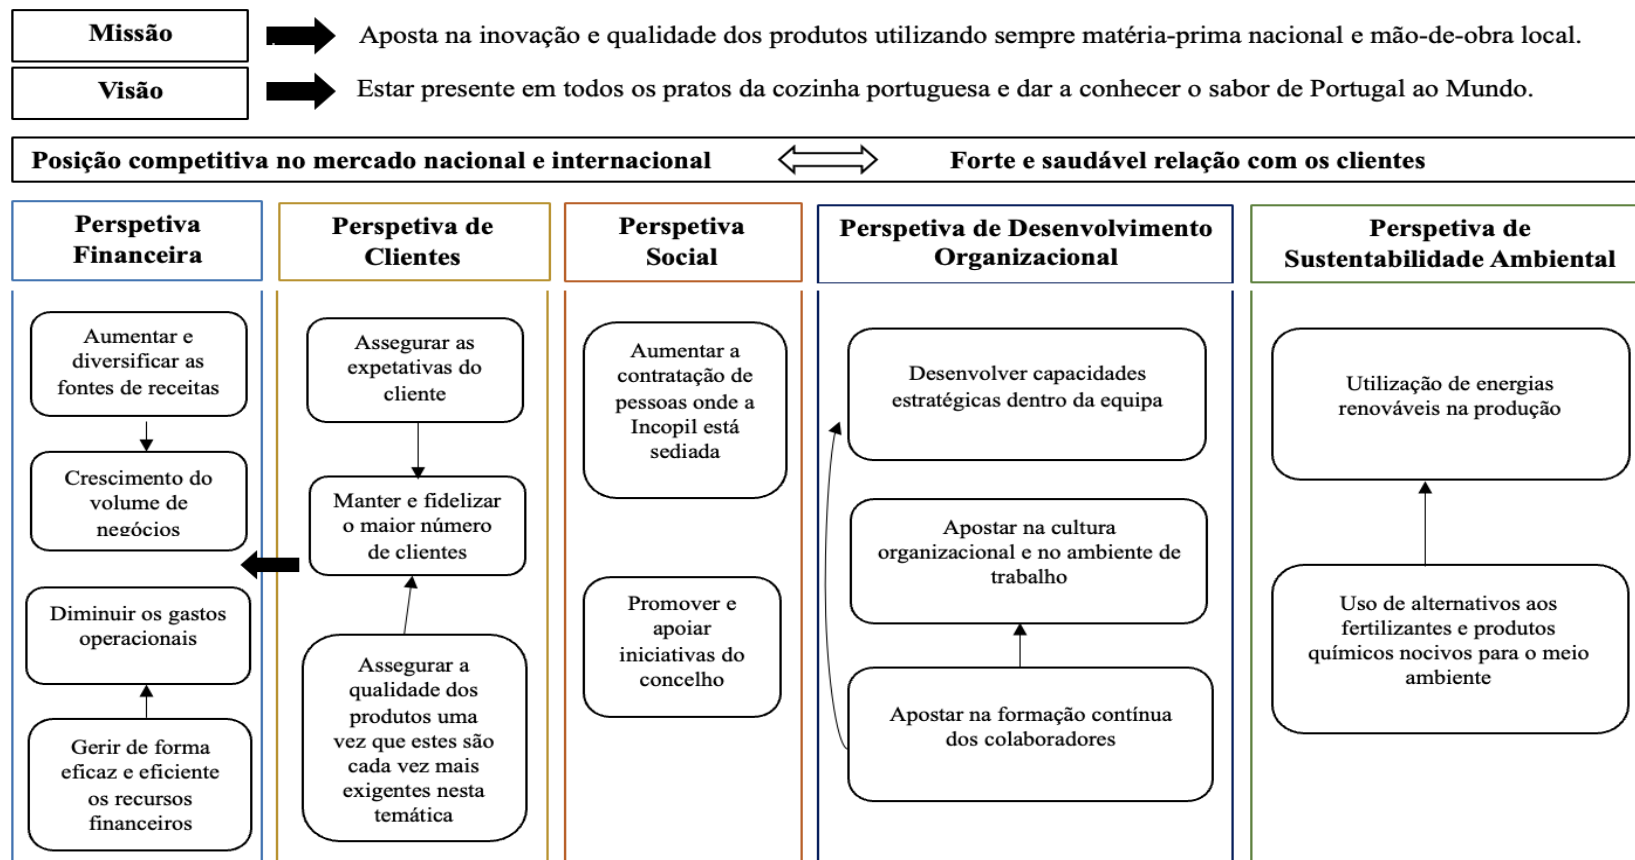 Missão
Aposta na inovação e qualidade dos produtos utilizando sempre matéria-prima nacional e mão-de-obra local.
Visão
Estar presente em todos os pratos da cozinha portuguesa e dar a conhecer o sabor de Portugal ao Mundo.
Posição competitiva no mercado nacional e internacional
Forte e saudável relação com os clientes
Perspetiva
Financeira
Aumentar e
diversificar as
fontes de receitas
Crescimento do
volume de
negócios
Diminuir os gastos
operacionais
Gerir de forma
eficaz e eficiente
os recursos
financeiros
Perspetiva de
Clientes
Assegurar as
expetativas do
cliente
Manter e fidelizar
o maior número
de clientes
Assegurar a
qualidade dos
produtos uma
vez que estes são
cada vez mais
exigentes nesta
temática
Perspetiva
Social
Aumentar a
contratação de
pessoas onde a
Incopil está
sediada
Promover e
apoiar
iniciativas do
concelho
Perspetiva de Desenvolvimento
Organizacional
Desenvolver capacidades
estratégicas dentro da equipa
Apostar na cultura
organizacional e no ambiente de
trabalho
Apostar na formação contínua
dos colaboradores
Perspetiva de
Sustentabilidade Ambiental
Utilização de energias
renováveis na produção
Uso de alternativos aos
fertilizantes e produtos
químicos nocivos para o meio
ambiente